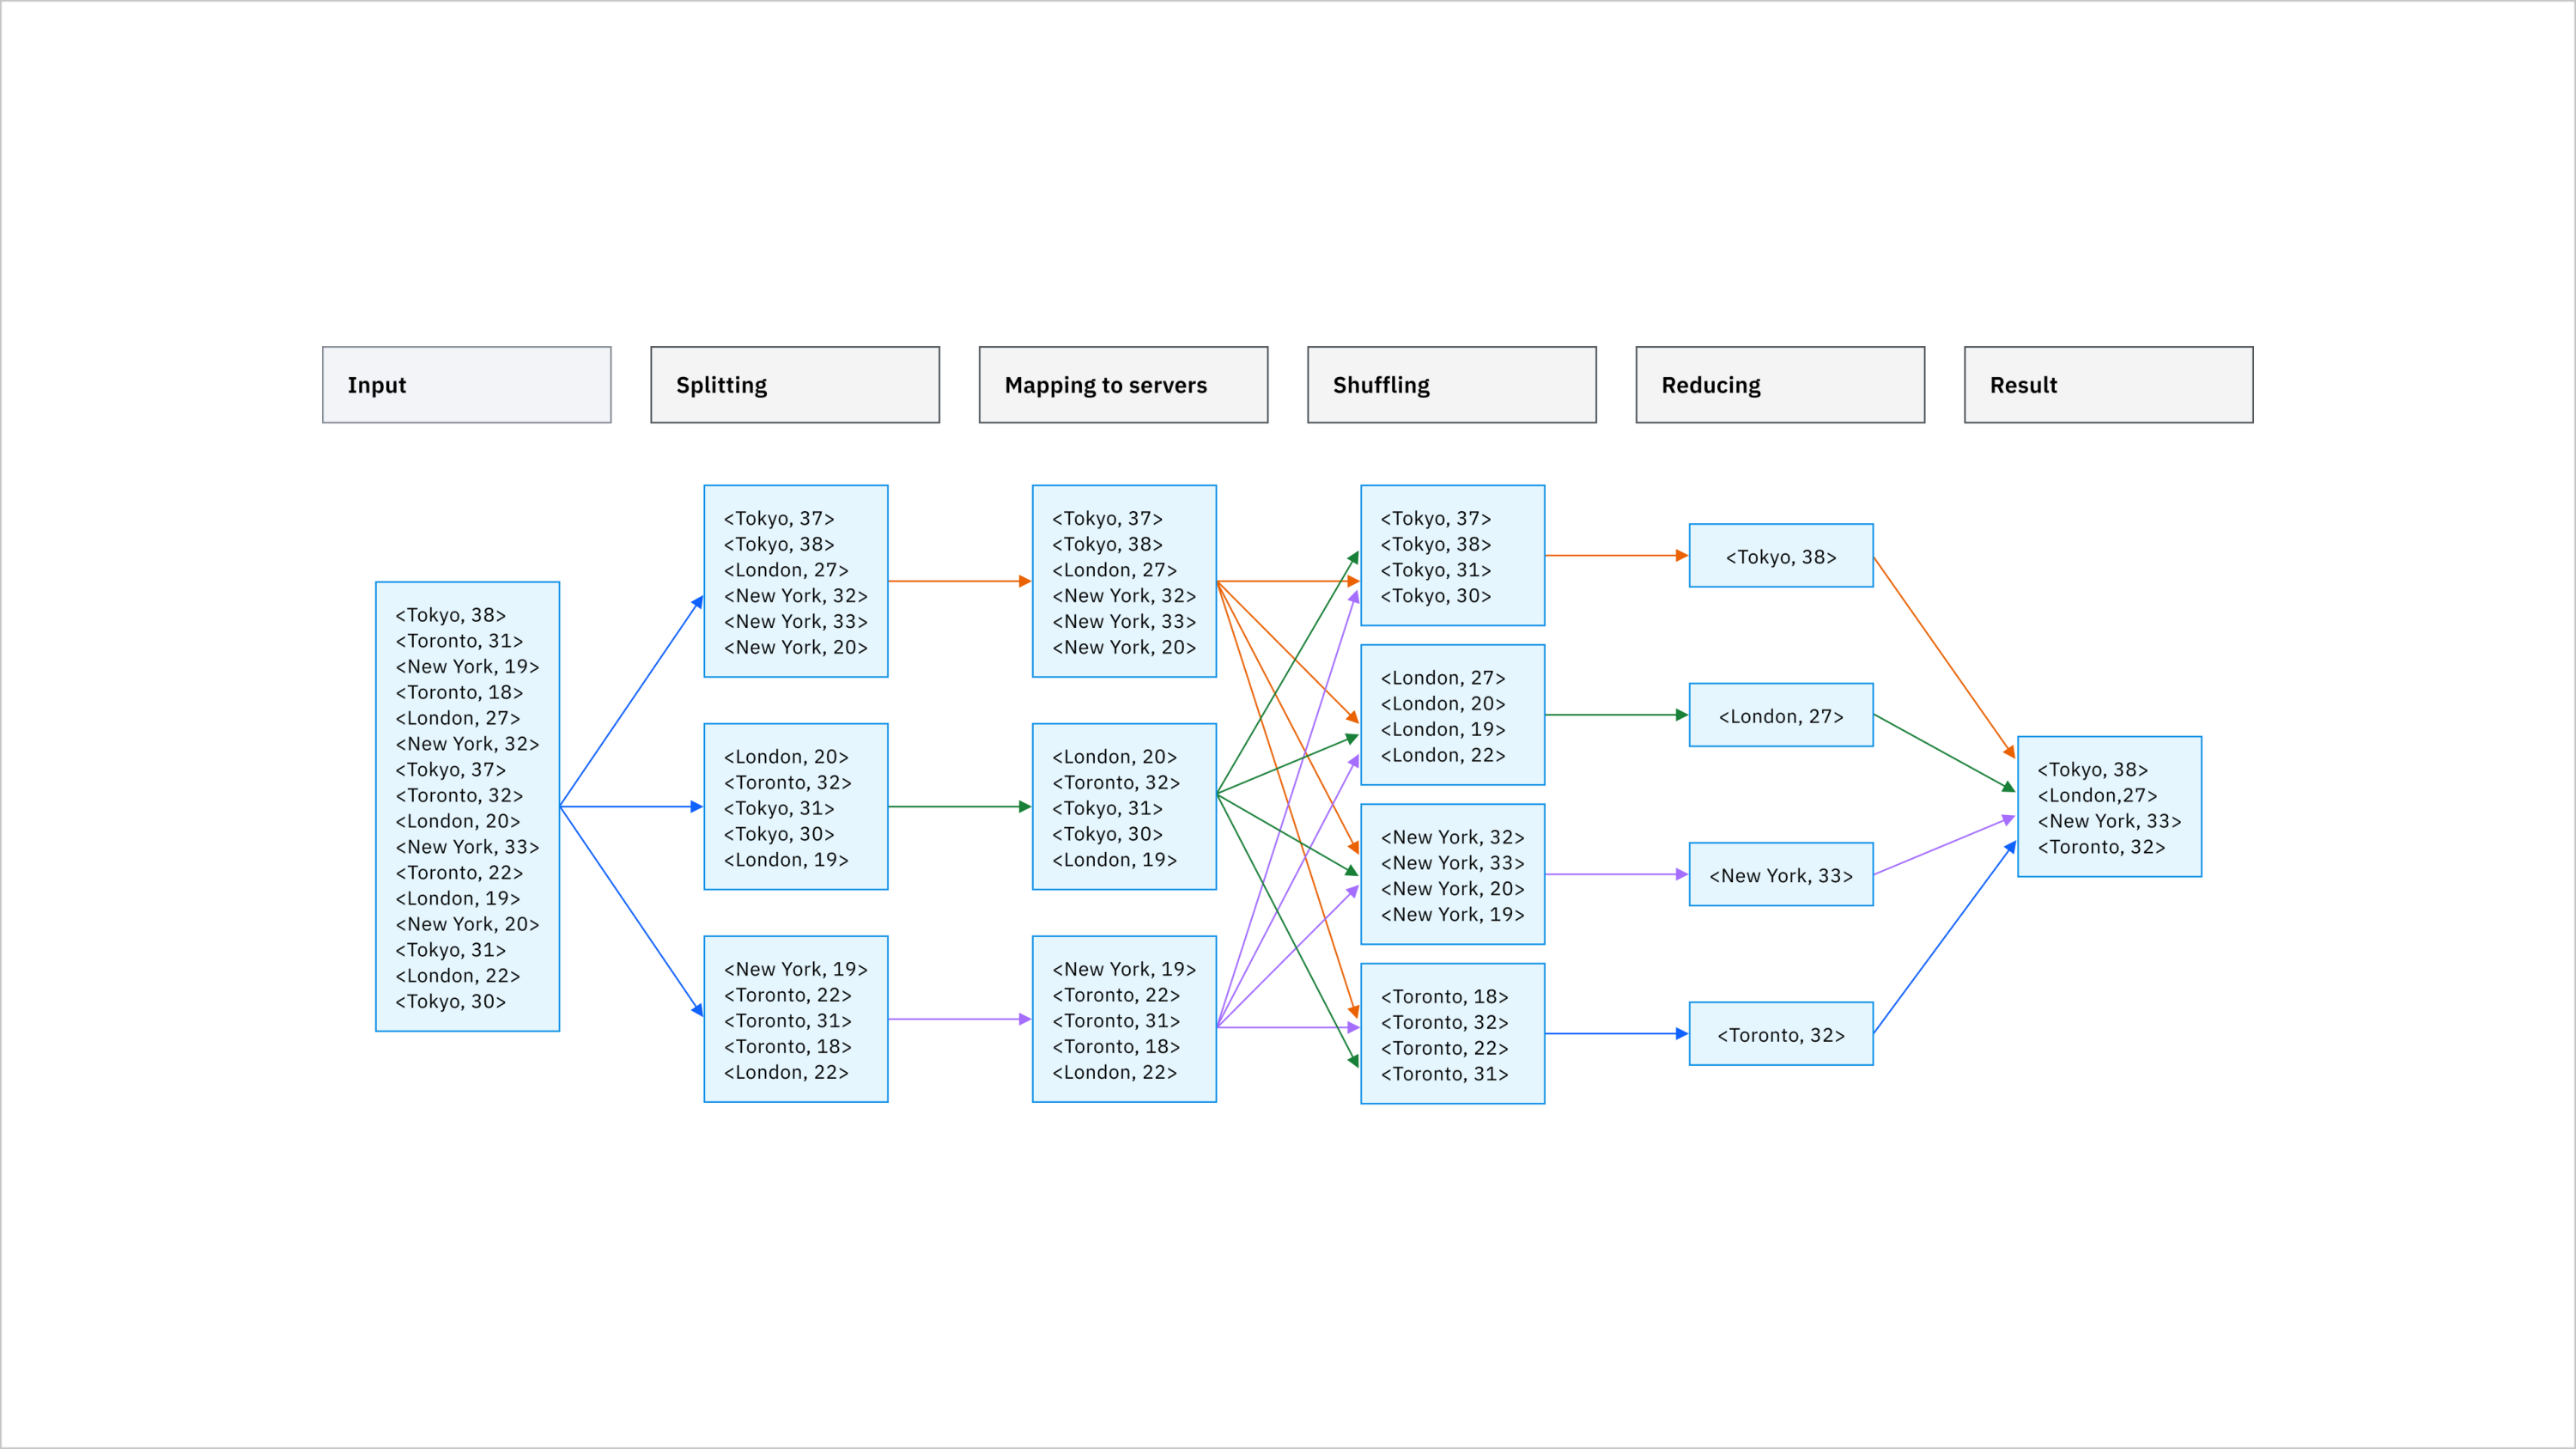 Input
Splitting
Mapping to servers
Shuffling
Reducing
Result
<Tokyo, 38>
<Toronto, 31>
<New York, 19>
<Toronto, 18>
<London, 27>
<New York, 32>
<Tokyo, 37>
<Toronto, 32>
<London, 20>
<New York, 33>
<Toronto, 22>
<London, 19>
<New York, 20>
<Tokyo, 31>
<London, 22>
<Tokyo, 30>
<Tokyo, 37>
<Tokyo, 38>
<London, 27>
<New York, 32>
<New York, 33>
<New York, 20>
<London, 20>
<Toronto, 32>
<Tokyo, 31>
<Tokyo, 30>
<London, 19>
<New York, 19>
<Toronto, 22>
<Toronto, 31>
<Toronto, 18>
<London, 22>
<Tokyo, 37>
<Tokyo, 38>
<London, 27>
<New York, 32>
<New York, 33>
<New York, 20>
<London, 20>
<Toronto, 32>
<Tokyo, 31>
<Tokyo, 30>
<London, 19>
<New York, 19>
<Toronto, 22>
<Toronto, 31>
<Toronto, 18>
<London, 22>
<Tokyo, 37>
<Tokyo, 38>
<Tokyo, 31>
<Tokyo, 30>
<London, 27>
<London, 20>
<London, 19>
<London, 22>
<New York, 32>
<New York, 33>
<New York, 20>
<New York, 19>
<Toronto, 18>
<Toronto, 32>
<Toronto, 22>
<Toronto, 31>
<Tokyo, 38>
<London, 27>
<New York, 33>
<Toronto, 32>
<Tokyo, 38>
<London,27>
<New York, 33>
<Toronto, 32>